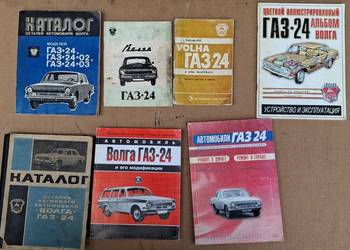 КАТАЛОГ
ДЕТАЛЕЙ АВТОМОБИЛЯ ВОЛГА
МОДЕЛЕЙ
ГАЗ-24,
ГАЗ-24-02,
ГАЗ-24-03
Волга
ГАЗ-24
VOLHA
ГАЗ-24
ЦВЕТНОЙ ИЛЛЮСТРИРОВАННЫЙ
АЛЬБОМ
ГАЗ-24
ВОЛГА
УСТРОЙСТВО И ЭКСПЛУАТАЦИЯ
КАТАЛОГ
ДЕТАЛЕЙ
ЛЕГКОВОГО
АВТОМОБИЛЯ
"ВОЛГА"
ГАЗ-24
АВТОМОБИЛЬ
Волга ГАЗ-24
и его модификации
АВТОМОБИЛИ ГАЗ 24
РЕМОНТ В ДОРОГЕ
РЕМОНТ В ГАРАЖЕ